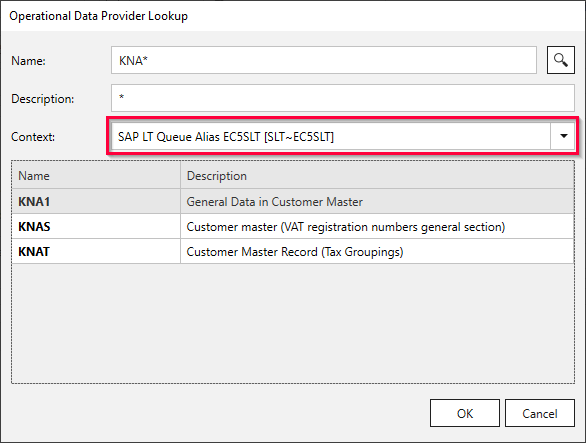 Operational Data Provider Lookup
Name: KNA*
Description: *
Context: SAP LT Queue Alias EC5SLT [SLT~EC5SLT]
Name Description
KNA1 General Data in Customer Master
KNAS Customer master (VAT registration numbers general section)
KNAT Customer Master Record (Tax Groupings)
OK Cancel